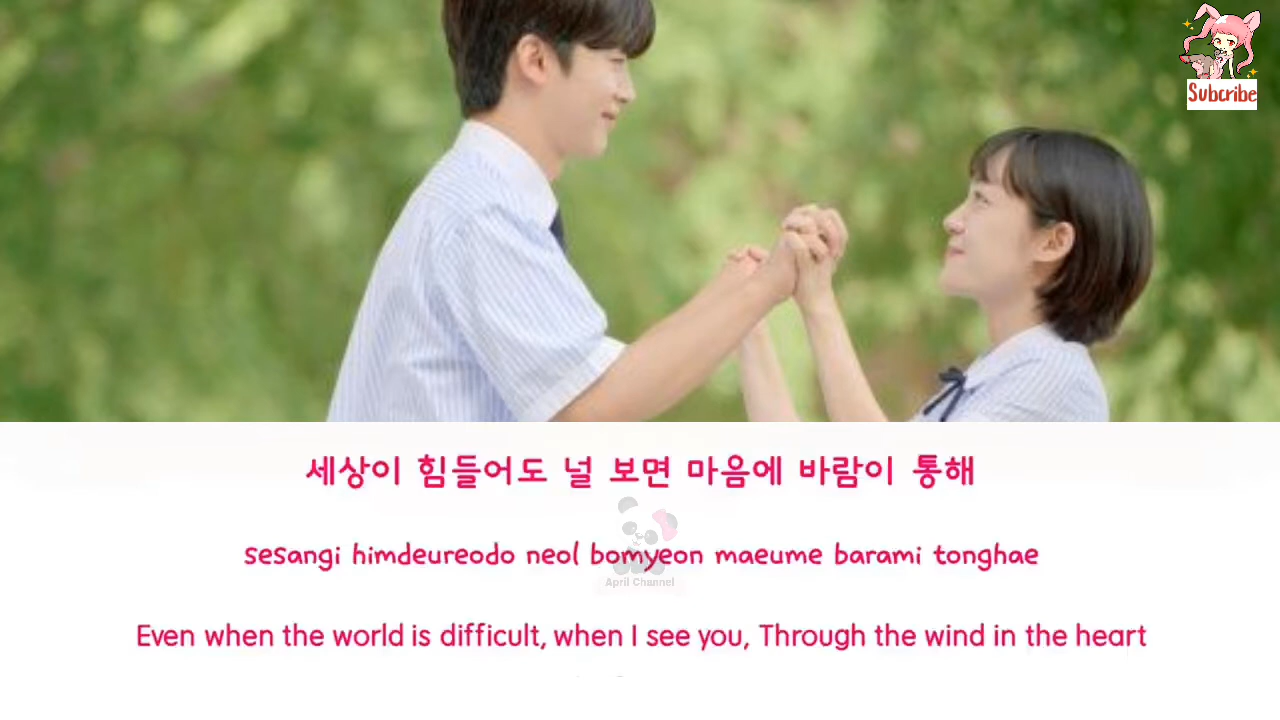 Subcribe
세상이 힘들어도 널 보면 마음에 바람이 통해
sesangi himdeureodo neol bomyeon maeume barami tonghae
April Channel
Even when the world is difficult, when I see you, Through the wind in the heart